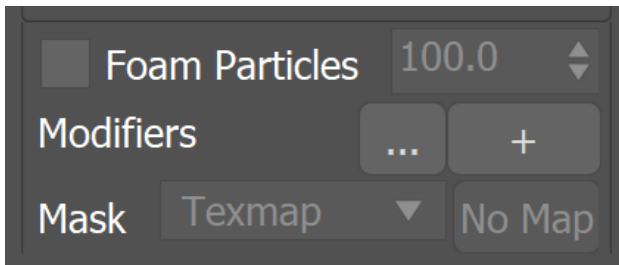 Foam Particles 100.0
Modifiers ... +
Mask Texmap No Map